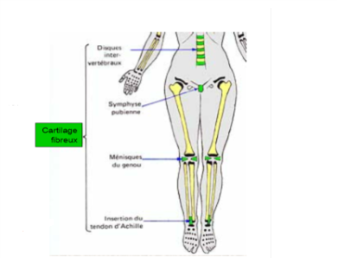 Disques
inter-
vertébraux
Symphyse
pubienne
Cartilage
fibreux
Ménisques
du genou
Insertion du
tendon d'Achille